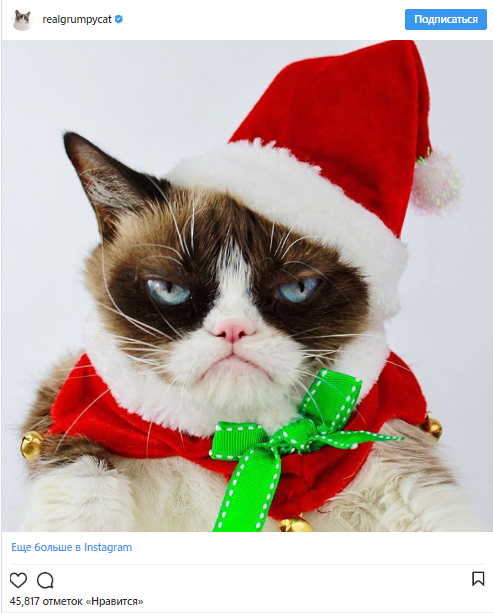 realgrumpycat
Подписаться
Еще больше в Instagram
45,817 отметок «Нравится»